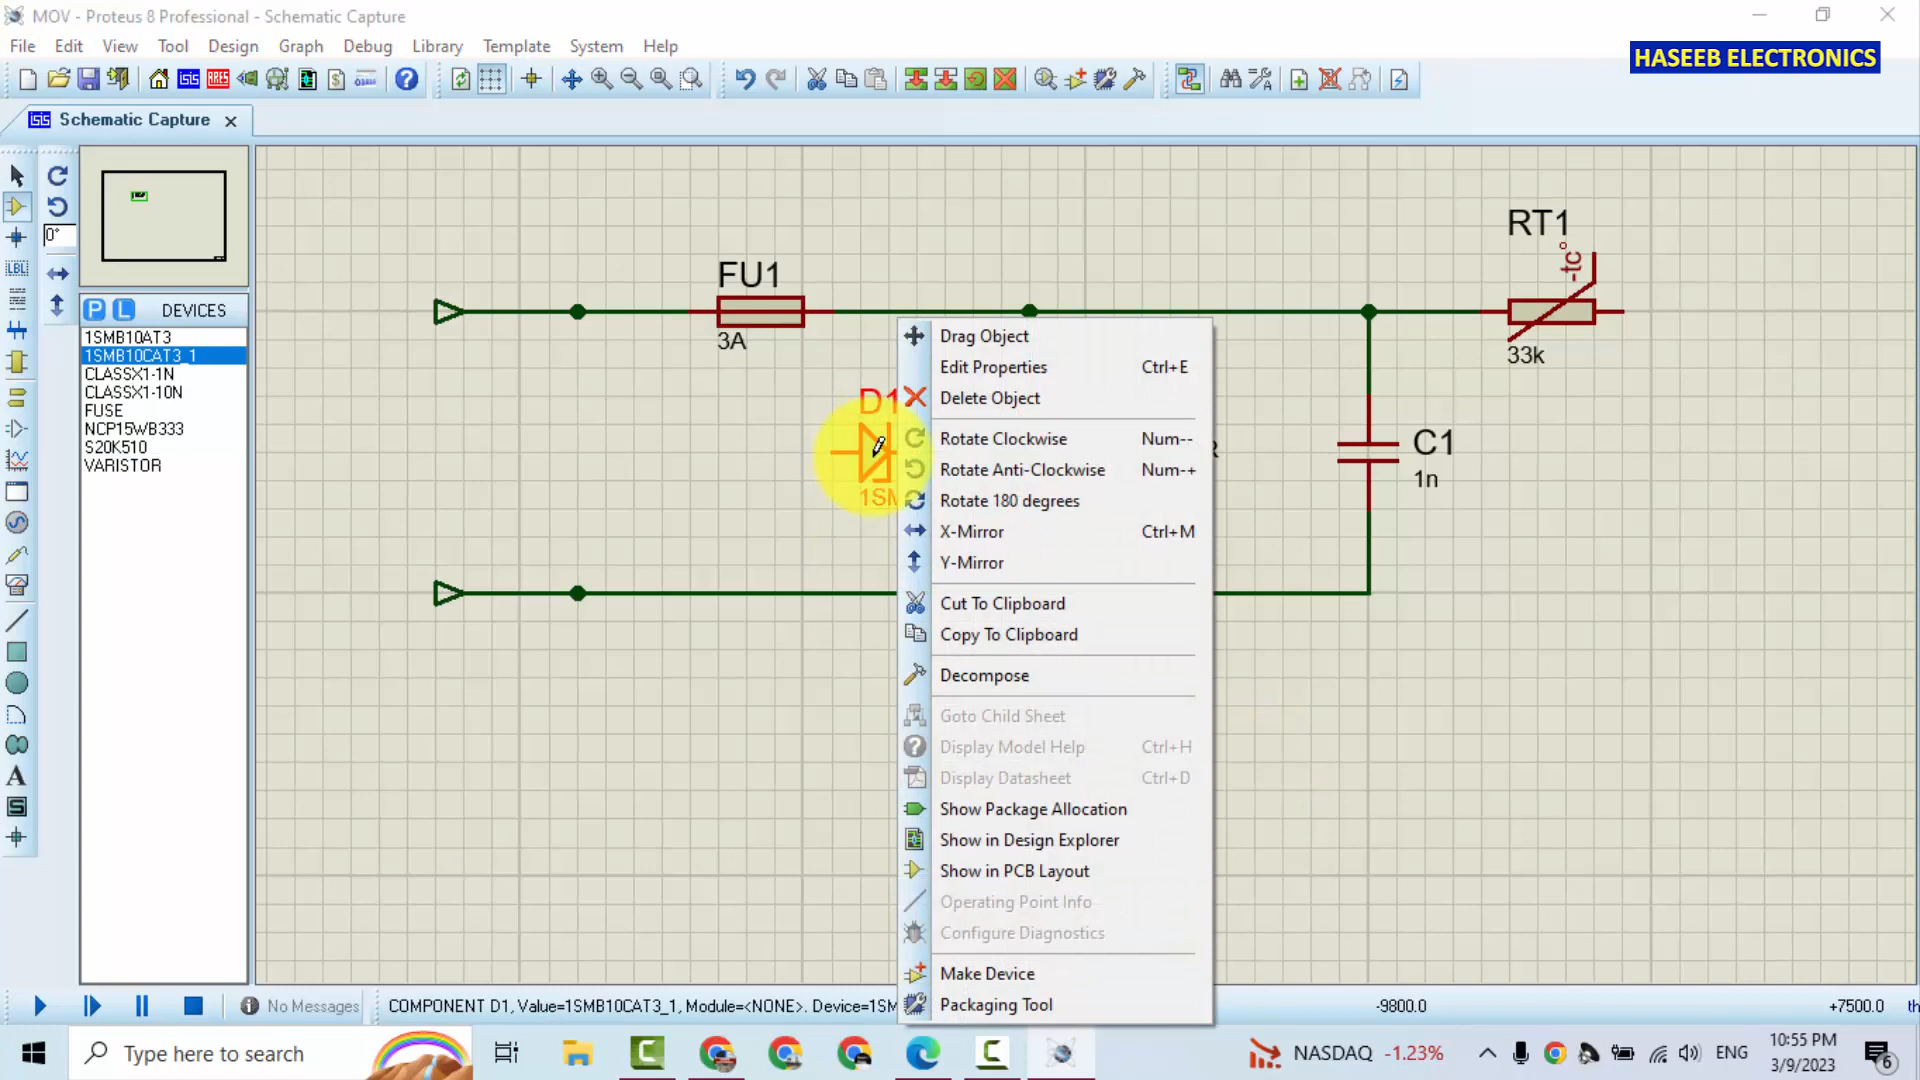 MOV - Proteus 8 Professional - Schematic Capture
File Edit View Tool Design Graph Debug Library Template System Help
HASEEB ELECTRONICS
Schematic Capture
0°
LBL
P L DEVICES
1SMB10AT3
1SMB10CAT3_1
CLASSX1-1N
CLASSX1-10N
FUSE
NCP15WB333
S20K510
VARISTOR
FU1
3A
RT1
-tc
33k
D1
1SM
C1
1n
Drag Object
Edit Properties Ctrl+E
Delete Object
Rotate Clockwise Num--
Rotate Anti-Clockwise Num-+
Rotate 180 degrees
X-Mirror Ctrl+M
Y-Mirror
Cut To Clipboard
Copy To Clipboard
Decompose
Goto Child Sheet
Display Model Help Ctrl+H
Display Datasheet Ctrl+D
Show Package Allocation
Show in Design Explorer
Show in PCB Layout
Operating Point Info
Configure Diagnostics
Make Device
Packaging Tool
No Messages
COMPONENT D1, Value=1SMB10CAT3_1, Module=<NONE>. Device=1SM
-9800.0
+7500.0 th
Type here to search
NASDAQ -1.23%
ENG
10:55 PM
3/9/2023
6